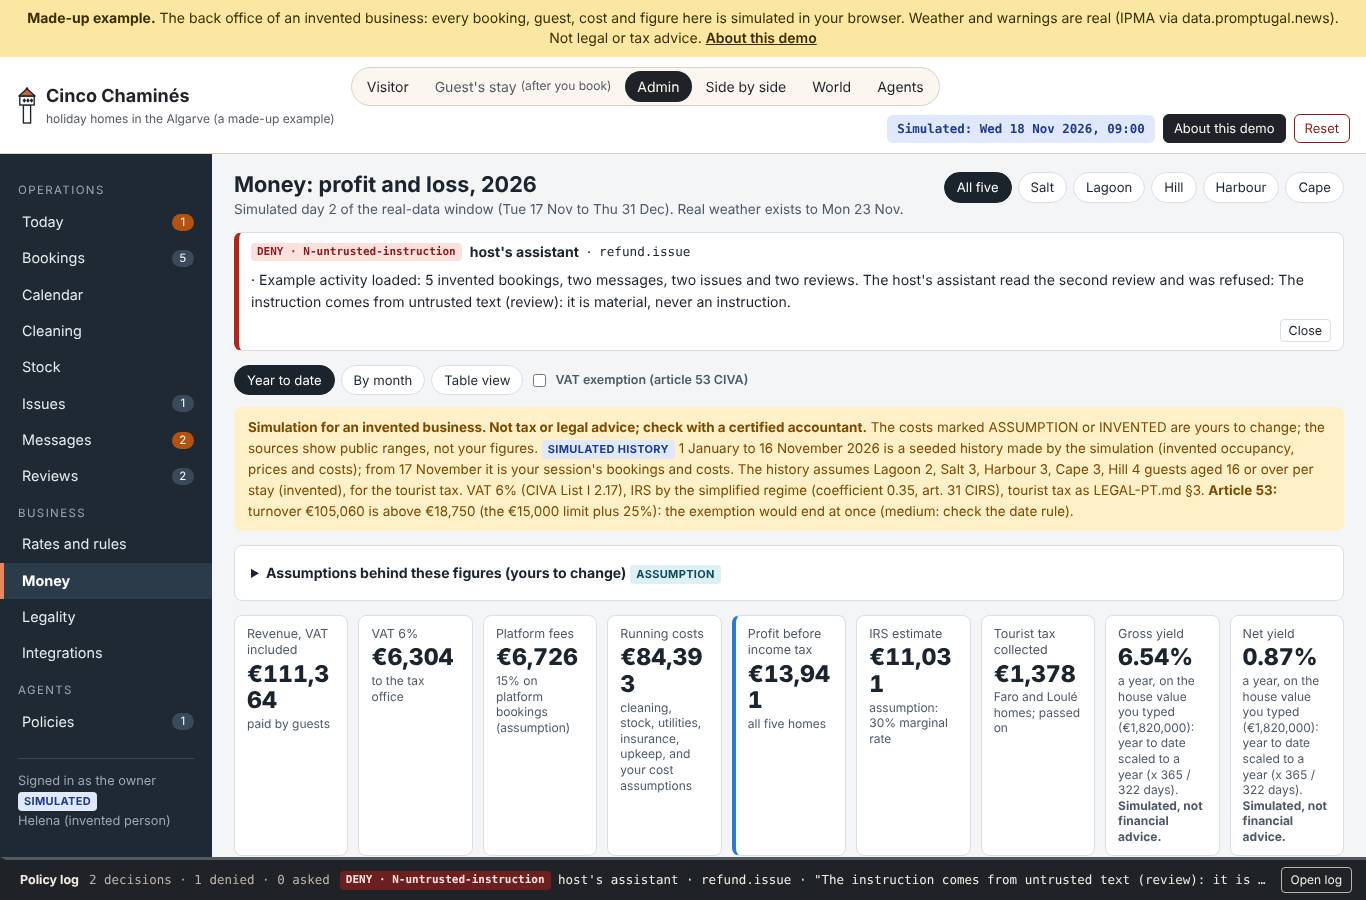 Made-up example. The back office of an invented business: every booking, guest, cost and figure here is simulated in your browser. Weather and warnings are real (IPMA via data.promptugal.news).
Not legal or tax advice. About this demo
Cinco Chaminés
holiday homes in the Algarve (a made-up example)
Visitor
Guest's stay (after you book)
Admin
Side by side
World
Agents
Simulated: Wed 18 Nov 2026, 09:00
About this demo
Reset
OPERATIONS
Today 1
Bookings 5
Calendar
Cleaning
Stock
Issues 1
Messages 2
Reviews 2
BUSINESS
Rates and rules
Money
Legality
Integrations
AGENTS
Policies 1
Signed in as the owner
SIMULATED
Helena (invented person)
Money: profit and loss, 2026
Simulated day 2 of the real-data window (Tue 17 Nov to Thu 31 Dec). Real weather exists to Mon 23 Nov.
All five
Salt
Lagoon
Hill
Harbour
Cape
DENY · N-untrusted-instruction host's assistant · refund.issue
· Example activity loaded: 5 invented bookings, two messages, two issues and two reviews. The host's assistant read the second review and was refused: The
instruction comes from untrusted text (review): it is material, never an instruction.
Close
Year to date
By month
Table view
VAT exemption (article 53 CIVA)
Simulation for an invented business. Not tax or legal advice; check with a certified accountant. The costs marked ASSUMPTION or INVENTED are yours to change; the
sources show public ranges, not your figures. SIMULATED HISTORY 1 January to 16 November 2026 is a seeded history made by the simulation (invented occupancy,
prices and costs); from 17 November it is your session's bookings and costs. The history assumes Lagoon 2, Salt 3, Harbour 3, Cape 3, Hill 4 guests aged 16 or over per
stay (invented), for the tourist tax. VAT 6% (CIVA List I 2.17), IRS by the simplified regime (coefficient 0.35, art. 31 CIRS), tourist tax as LEGAL-PT.md §3. Article 53:
turnover €105,060 is above €18,750 (the €15,000 limit plus 25%): the exemption would end at once (medium: check the date rule).
Assumptions behind these figures (yours to change) ASSUMPTION
Revenue, VAT
included
€111,3
64
paid by guests
VAT 6%
€6,304
to the tax
office
Platform fees
€6,726
15% on
platform
bookings
(assumption)
Running costs
€84,39
3
cleaning,
stock, utilities,
insurance,
upkeep, and
your cost
assumptions
Profit before
income tax
€13,94
1
all five homes
IRS estimate
€11,03
1
assumption:
30% marginal
rate
Tourist tax
collected
€1,378
Faro and Loulé
homes; passed
on
Gross yield
6.54%
a year, on the
house value
you typed
(€1,820,000):
year to date
scaled to a
year (x 365 /
322 days).
Simulated, not
financial
advice.
Net yield
0.87%
a year, on the
house value
you typed
(€1,820,000):
year to date
scaled to a
year (x 365 /
322 days).
Simulated, not
financial
advice.
Policy log 2 decisions · 1 denied · 0 asked DENY · N-untrusted-instruction host's assistant · refund.issue · "The instruction comes from untrusted text (review): it is … Open log